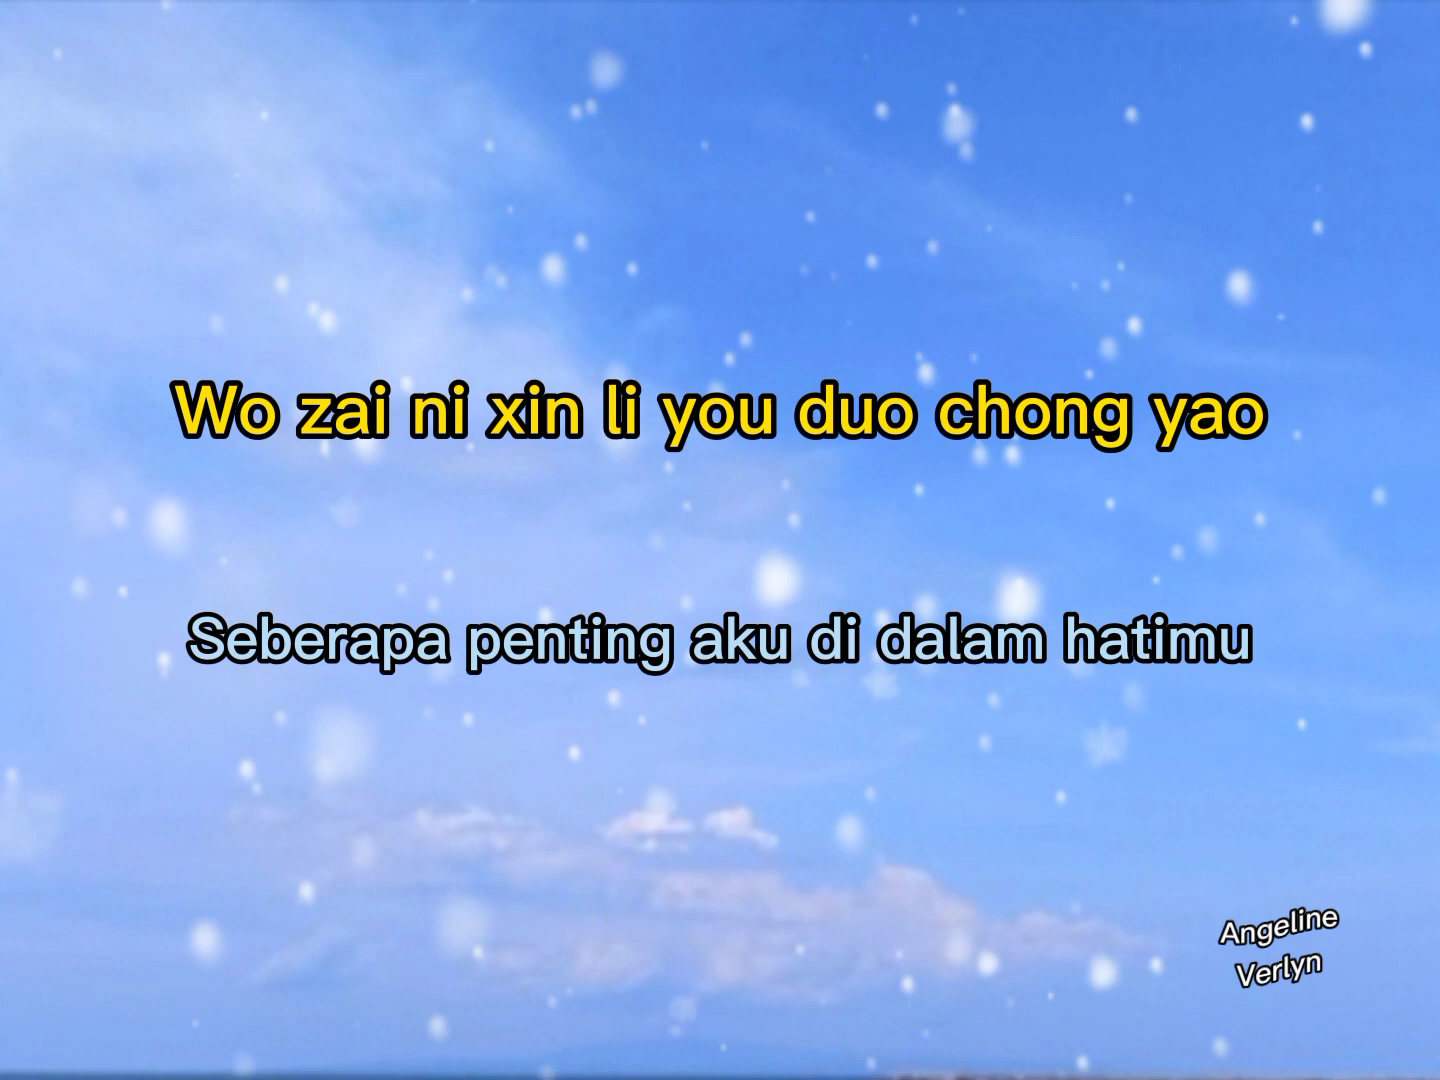 Wo zai ni xin li you duo chong yao
Seberapa penting aku di dalam hatimu
Angeline
Verlyn